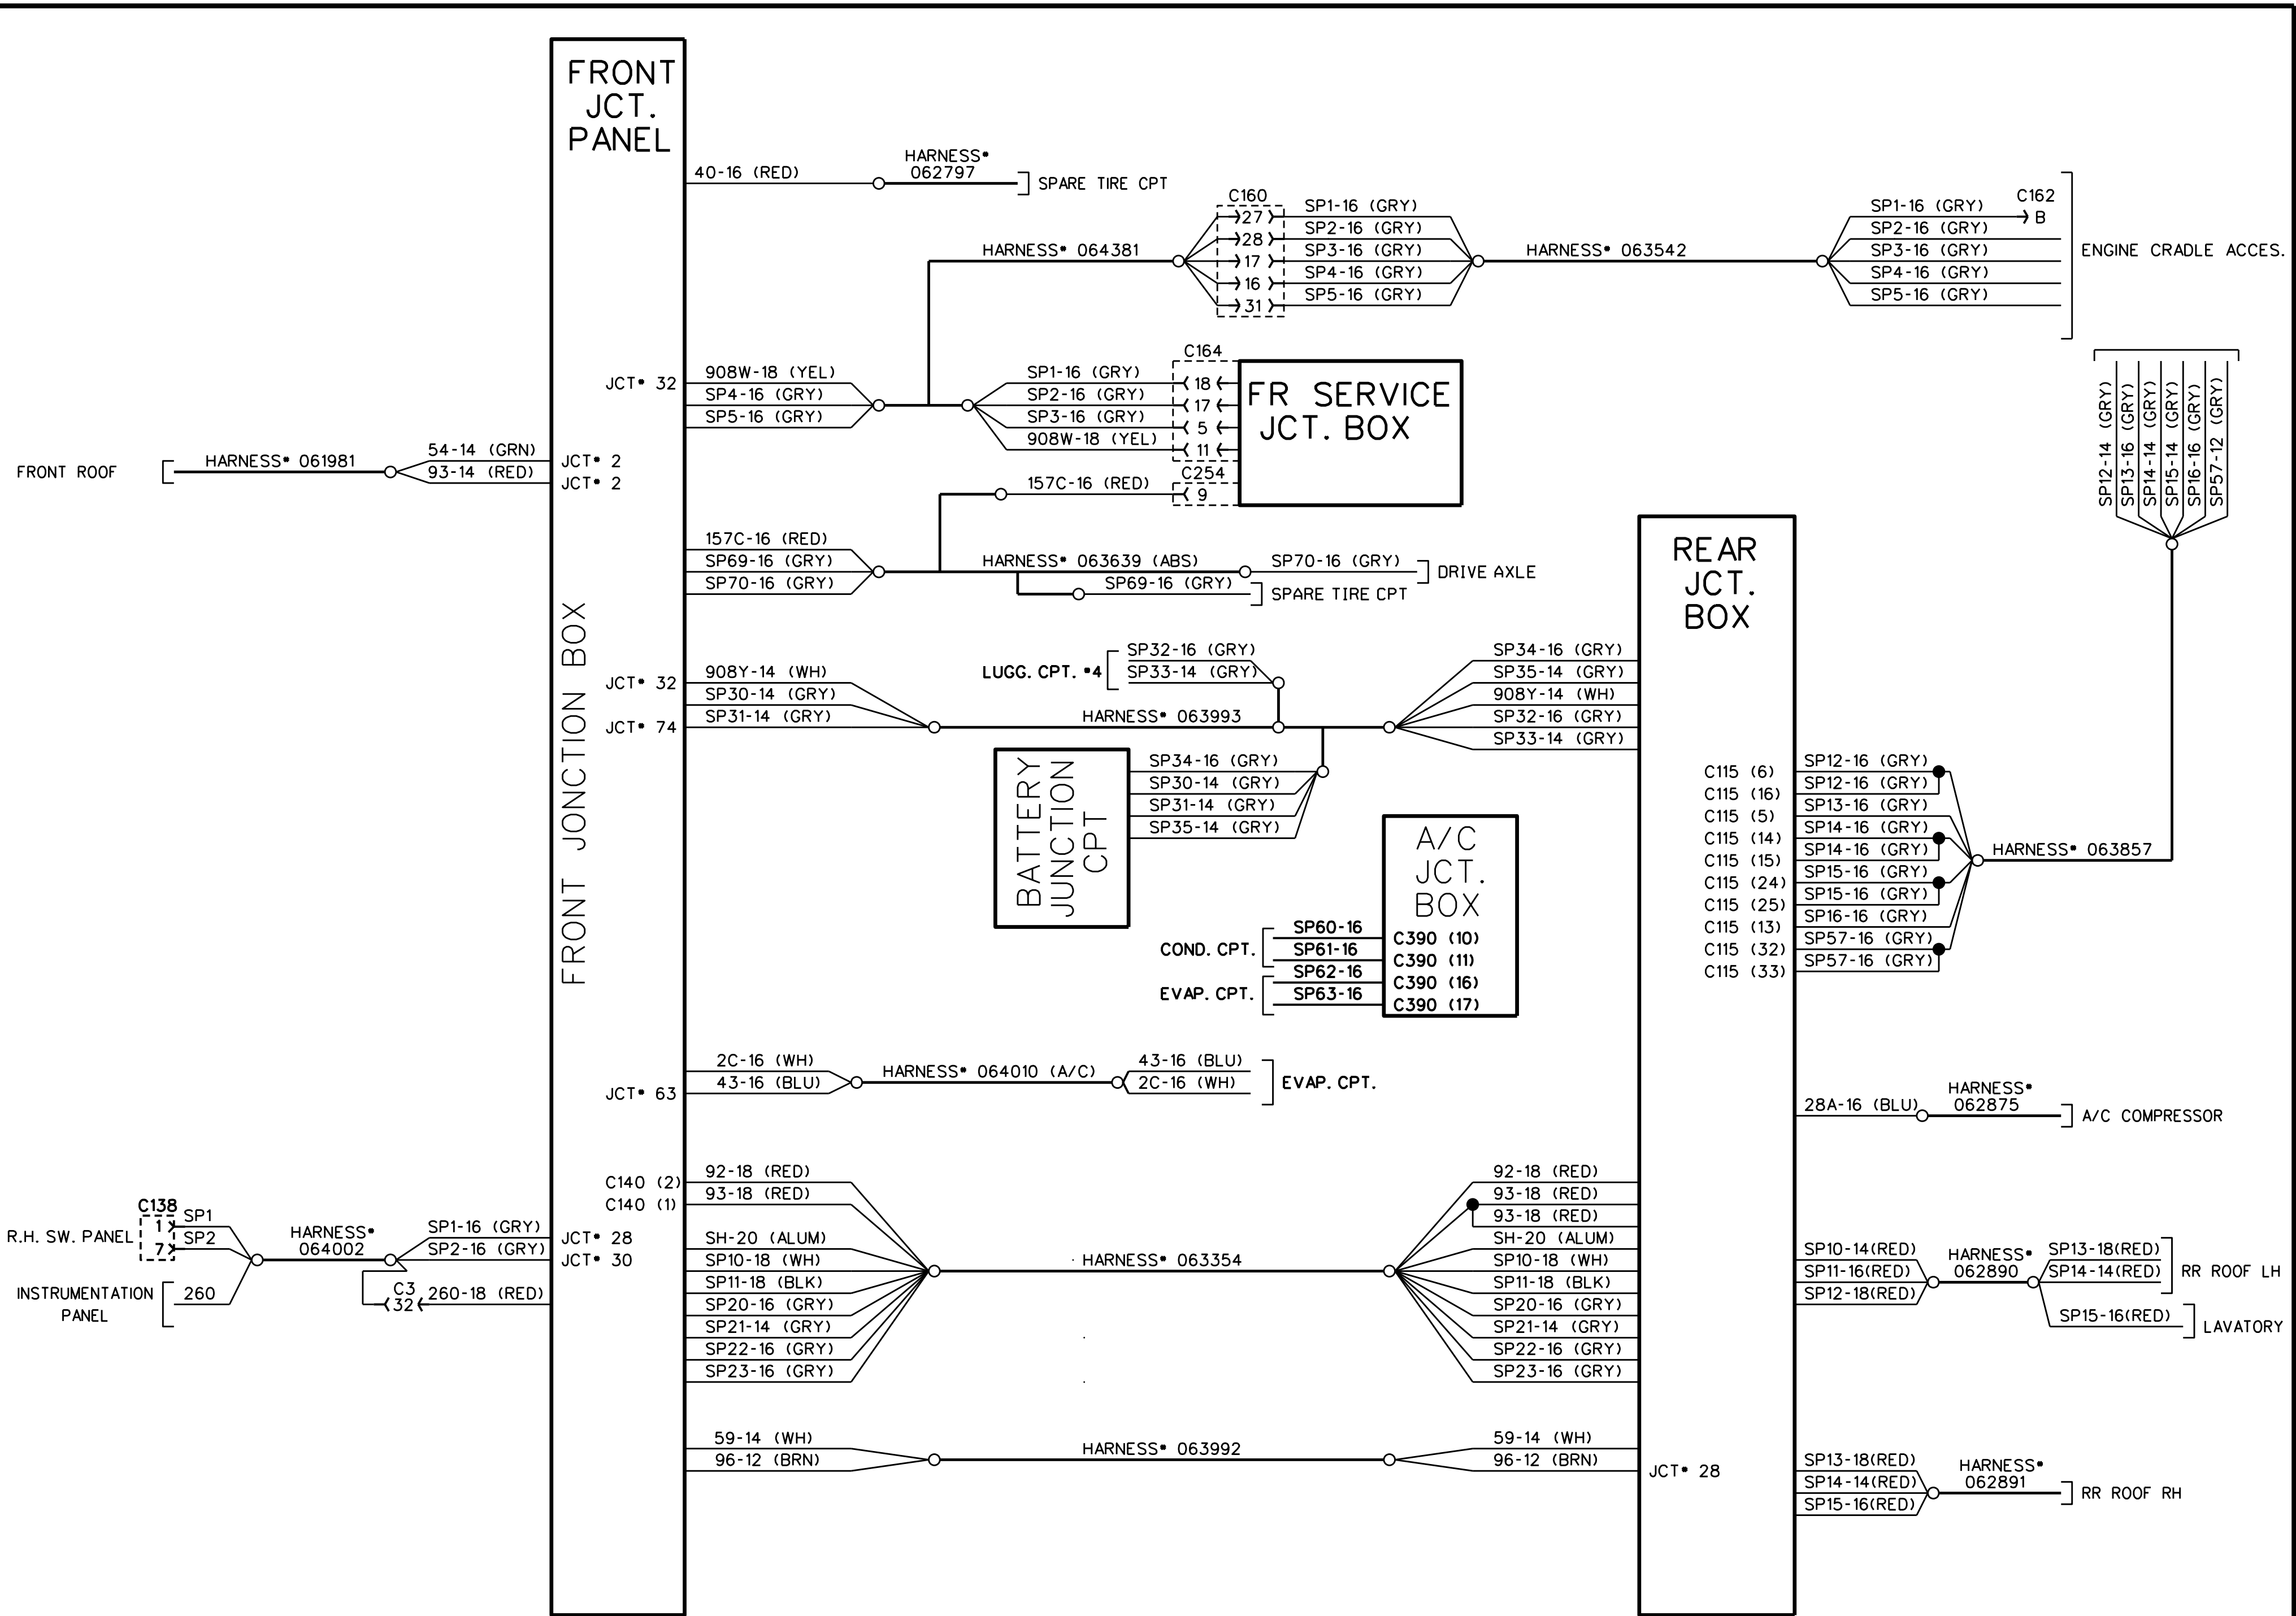 FRONT
JCT.
PANEL
FRONT JONCTION BOX
40-16 (RED)
HARNESS*
062797
SPARE TIRE CPT
HARNESS* 064381
C160
27
28
17
16
31
SP1-16 (GRY)
SP2-16 (GRY)
SP3-16 (GRY)
SP4-16 (GRY)
SP5-16 (GRY)
HARNESS* 063542
SP1-16 (GRY)
SP2-16 (GRY)
SP3-16 (GRY)
SP4-16 (GRY)
SP5-16 (GRY)
C162
B
ENGINE CRADLE ACCES.
JCT* 32
908W-18 (YEL)
SP4-16 (GRY)
SP5-16 (GRY)
SP1-16 (GRY)
SP2-16 (GRY)
SP3-16 (GRY)
908W-18 (YEL)
C164
18
17
5
11
FR SERVICE
JCT. BOX
157C-16 (RED)
C254
9
FRONT ROOF
HARNESS* 061981
54-14 (GRN)
93-14 (RED)
JCT* 2
JCT* 2
157C-16 (RED)
SP69-16 (GRY)
SP70-16 (GRY)
HARNESS* 063639 (ABS)
SP70-16 (GRY)
DRIVE AXLE
SP69-16 (GRY)
SPARE TIRE CPT
SP12-14 (GRY)
SP13-16 (GRY)
SP14-14 (GRY)
SP15-14 (GRY)
SP16-16 (GRY)
SP57-12 (GRY)
REAR
JCT.
BOX
JCT* 32
JCT* 74
908Y-14 (WH)
SP30-14 (GRY)
SP31-14 (GRY)
LUGG. CPT. *4
SP32-16 (GRY)
SP33-14 (GRY)
HARNESS* 063993
SP34-16 (GRY)
SP35-14 (GRY)
908Y-14 (WH)
SP32-16 (GRY)
SP33-14 (GRY)
BATTERY
JUNCTION
CPT
SP34-16 (GRY)
SP30-14 (GRY)
SP31-14 (GRY)
SP35-14 (GRY)
A/C
JCT.
BOX
COND. CPT.
EVAP. CPT.
SP60-16
SP61-16
SP62-16
SP63-16
C390 (10)
C390 (11)
C390 (16)
C390 (17)
C115 (6)
C115 (16)
C115 (5)
C115 (14)
C115 (15)
C115 (24)
C115 (25)
C115 (13)
C115 (32)
C115 (33)
SP12-16 (GRY)
SP12-16 (GRY)
SP13-16 (GRY)
SP14-16 (GRY)
SP14-16 (GRY)
SP15-16 (GRY)
SP15-16 (GRY)
SP16-16 (GRY)
SP57-16 (GRY)
SP57-16 (GRY)
HARNESS* 063857
JCT* 63
2C-16 (WH)
43-16 (BLU)
HARNESS* 064010 (A/C)
43-16 (BLU)
2C-16 (WH)
EVAP. CPT.
28A-16 (BLU)
HARNESS*
062875
A/C COMPRESSOR
R.H. SW. PANEL
C138
1
7
SP1
SP2
INSTRUMENTATION
PANEL
260
HARNESS*
064002
SP1-16 (GRY)
SP2-16 (GRY)
C3
32
260-18 (RED)
JCT* 28
JCT* 30
C140 (2)
C140 (1)
92-18 (RED)
93-18 (RED)
SH-20 (ALUM)
SP10-18 (WH)
SP11-18 (BLK)
SP20-16 (GRY)
SP21-14 (GRY)
SP22-16 (GRY)
SP23-16 (GRY)
HARNESS* 063354
92-18 (RED)
93-18 (RED)
93-18 (RED)
SH-20 (ALUM)
SP10-18 (WH)
SP11-18 (BLK)
SP20-16 (GRY)
SP21-14 (GRY)
SP22-16 (GRY)
SP23-16 (GRY)
SP10-14(RED)
SP11-16(RED)
SP12-18(RED)
HARNESS*
062890
SP13-18(RED)
SP14-14(RED)
RR ROOF LH
SP15-16(RED)
LAVATORY
59-14 (WH)
96-12 (BRN)
HARNESS* 063992
59-14 (WH)
96-12 (BRN)
JCT* 28
SP13-18(RED)
SP14-14(RED)
SP15-16(RED)
HARNESS*
062891
RR ROOF RH